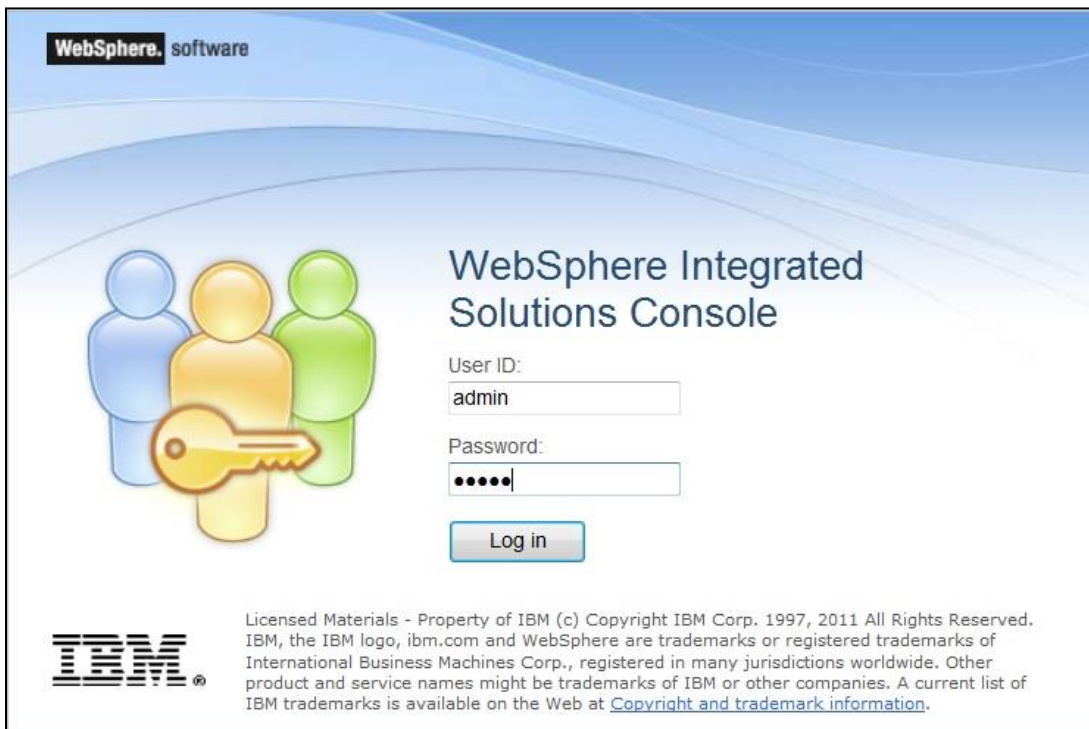 WebSphere. software
WebSphere Integrated
Solutions Console
User ID:
admin
Password:
•••••
Log in
Licensed Materials - Property of IBM (c) Copyright IBM Corp. 1997, 2011 All Rights Reserved.
IBM, the IBM logo, ibm.com and WebSphere are trademarks or registered trademarks of
International Business Machines Corp., registered in many jurisdictions worldwide. Other
product and service names might be trademarks of IBM or other companies. A current list of
IBM trademarks is available on the Web at Copyright and trademark information.
IBM®